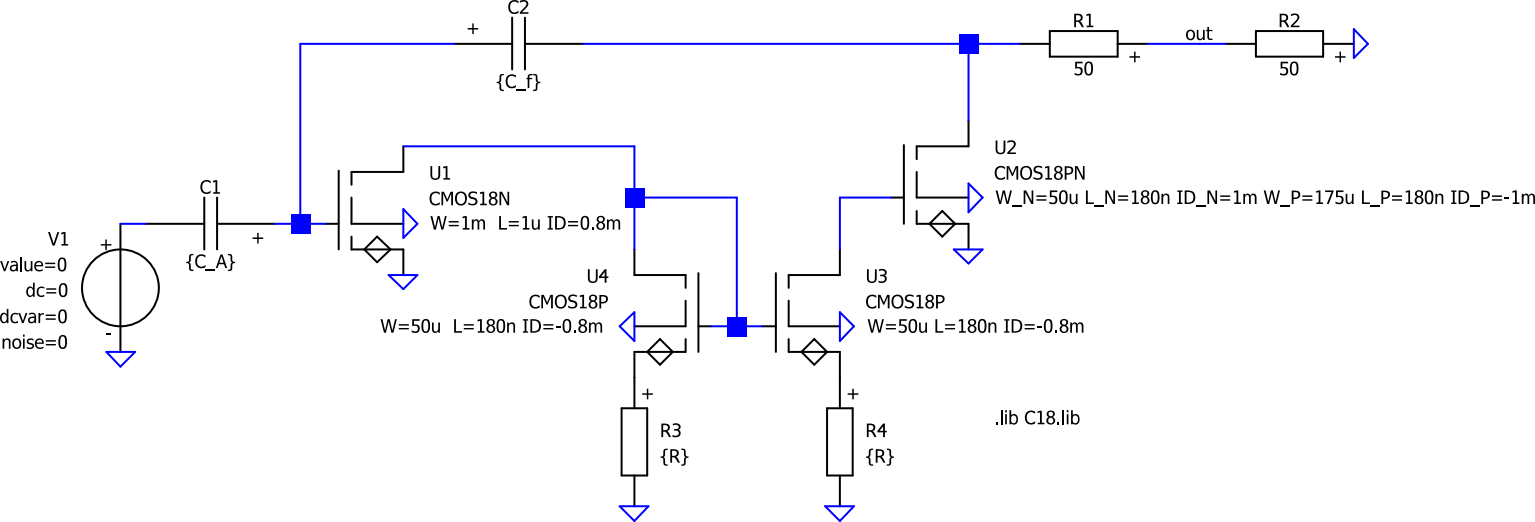 C2
+
{C_f}
R1
+
50
out
R2
+
50
U1
CMOS18N
W=1m L=1u ID=0.8m
U2
CMOS18PN
W_N=50u L_N=180n ID_N=1m W_P=175u L_P=180n ID_P=-1m
C1
+
{C_A}
V1
+
value=0
dc=0
dcvar=0
noise=0
-
U4
CMOS18P
W=50u L=180n ID=-0.8m
U3
CMOS18P
W=50u L=180n ID=-0.8m
+
R3
{R}
+
R4
{R}
.lib C18.lib